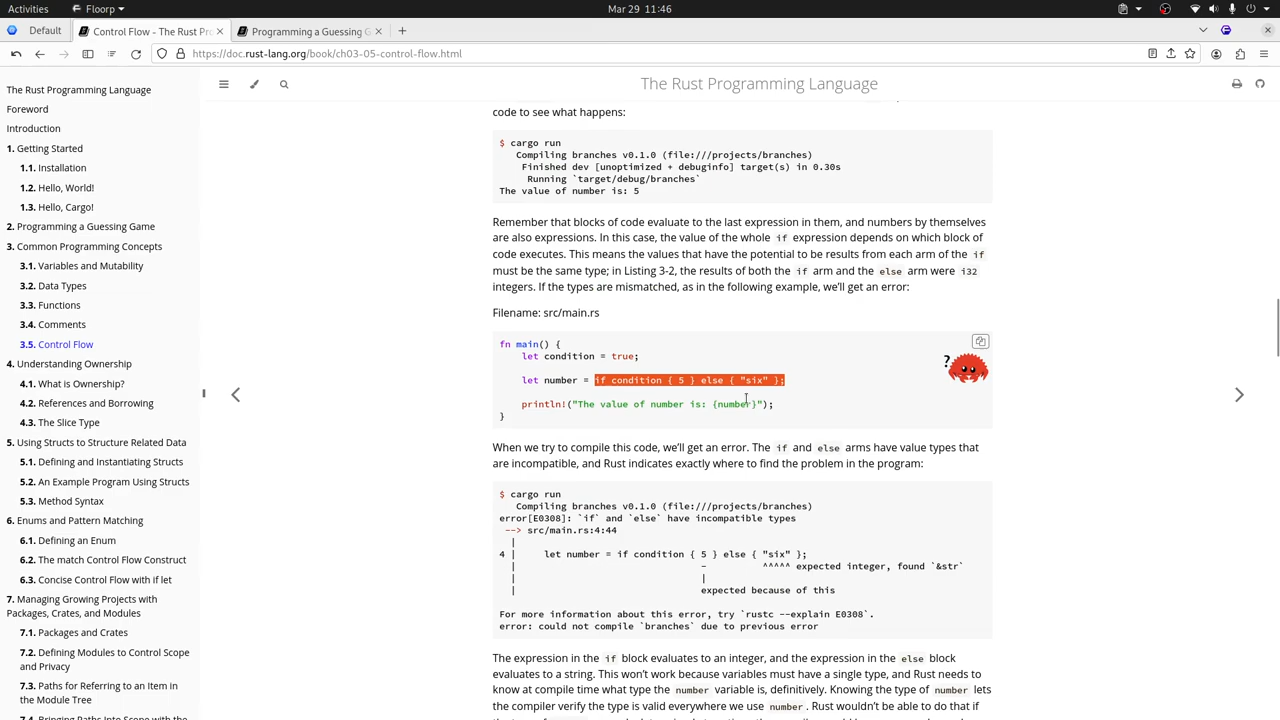 Activities Floorp Mar 29 11:46
Default Control Flow - The Rust Pro Programming a Guessing G
https://doc.rust-lang.org/book/ch03-05-control-flow.html
The Rust Programming Language
Foreword
Introduction
1. Getting Started
1.1. Installation
1.2. Hello, World!
1.3. Hello, Cargo!
2. Programming a Guessing Game
3. Common Programming Concepts
3.1. Variables and Mutability
3.2. Data Types
3.3. Functions
3.4. Comments
3.5. Control Flow
4. Understanding Ownership
4.1. What is Ownership?
4.2. References and Borrowing
4.3. The Slice Type
5. Using Structs to Structure Related Data
5.1. Defining and Instantiating Structs
5.2. An Example Program Using Structs
5.3. Method Syntax
6. Enums and Pattern Matching
6.1. Defining an Enum
6.2. The match Control Flow Construct
6.3. Concise Control Flow with if let
7. Managing Growing Projects with
Packages, Crates, and Modules
7.1. Packages and Crates
7.2. Defining Modules to Control Scope
and Privacy
7.3. Paths for Referring to an Item in
the Module Tree
7.4. Bringing Paths Into Scope with the
The Rust Programming Language
code to see what happens:
$ cargo run
Compiling branches v0.1.0 (file:///projects/branches)
Finished dev [unoptimized + debuginfo] target(s) in 0.30s
Running `target/debug/branches`
The value of number is: 5
Remember that blocks of code evaluate to the last expression in them, and numbers by themselves
are also expressions. In this case, the value of the whole if expression depends on which block of
code executes. This means the values that have the potential to be results from each arm of the if
must be the same type; in Listing 3-2, the results of both the if arm and the else arm were i32
integers. If the types are mismatched, as in the following example, we'll get an error:
Filename: src/main.rs
fn main() {
let condition = true;
let number = if condition { 5 } else { "six" };
println!("The value of number is: {number}");
}
?
When we try to compile this code, we'll get an error. The if and else arms have value types that
are incompatible, and Rust indicates exactly where to find the problem in the program:
$ cargo run
Compiling branches v0.1.0 (file:///projects/branches)
error[E0308]: `if` and `else` have incompatible types
--> src/main.rs:4:44
|
4 | let number = if condition { 5 } else { "six" };
| - ^^^^^ expected integer, found `&str`
| |
| expected because of this
For more information about this error, try `rustc --explain E0308`.
error: could not compile `branches` due to previous error
The expression in the if block evaluates to an integer, and the expression in the else block
evaluates to a string. This won't work because variables must have a single type, and Rust needs to
know at compile time what type the number variable is, definitively. Knowing the type of number lets
the compiler verify the type is valid everywhere we use number. Rust wouldn't be able to do that if